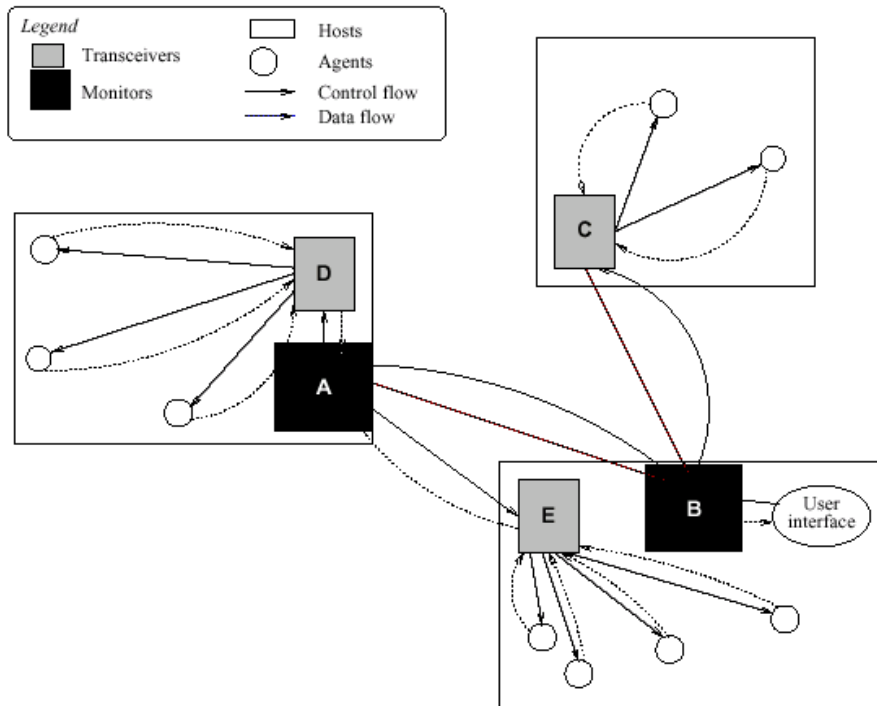 Legend
Transceivers
Monitors
Hosts
Agents
Control flow
Data flow
C
D
A
E
B
User
interface